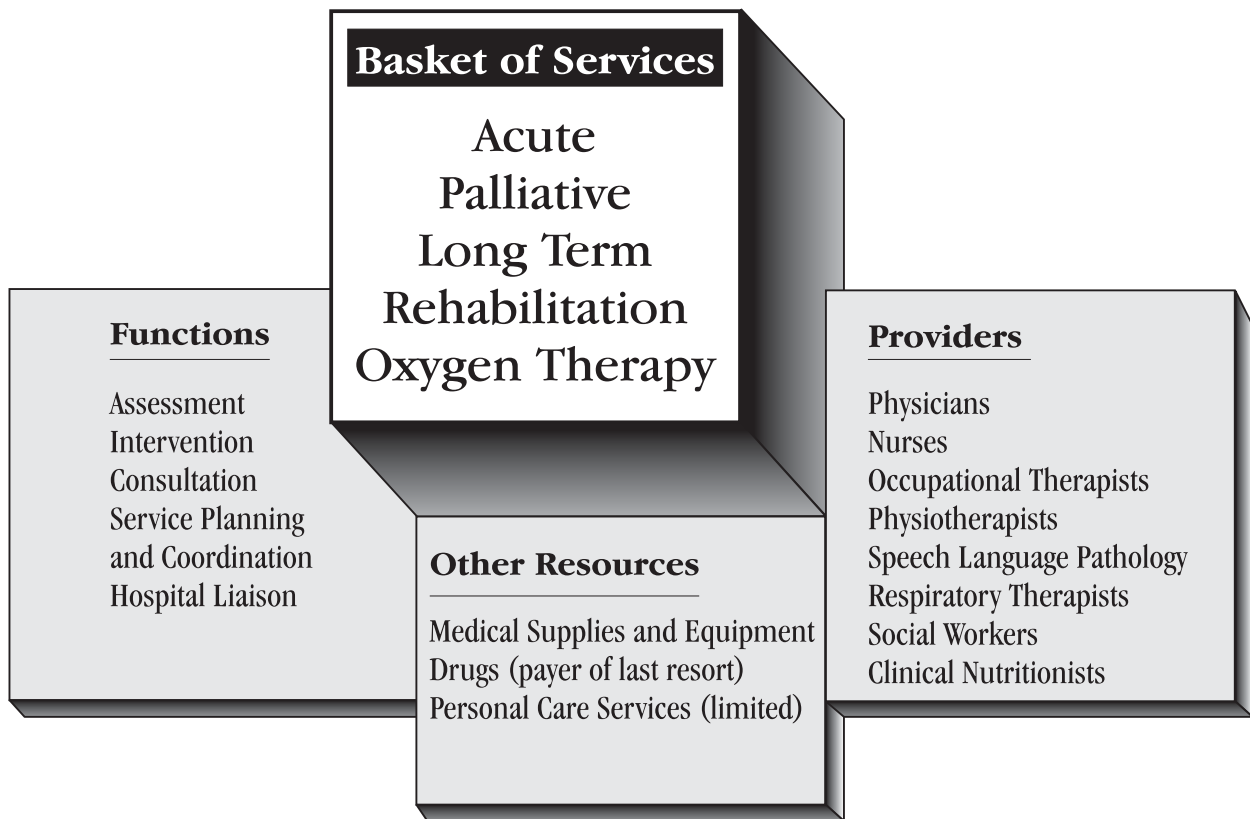 Basket of Services
Acute
Palliative
Long Term
Rehabilitation
Oxygen Therapy
Functions
Assessment
Intervention
Consultation
Service Planning
and Coordination
Hospital Liaison
Other Resources
Medical Supplies and Equipment
Drugs (payer of last resort)
Personal Care Services (limited)
Providers
Physicians
Nurses
Occupational Therapists
Physiotherapists
Speech Language Pathology
Respiratory Therapists
Social Workers
Clinical Nutritionists